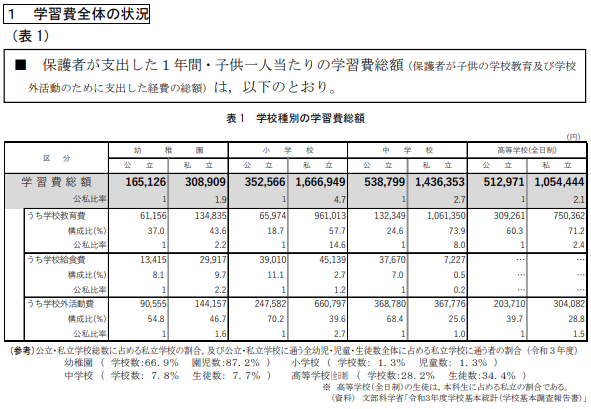 1 学習費全体の状況
(表1)
■ 保護者が支出した1年間・子供一人当たりの学習費総額(保護者が子供の学校教育及び学校
外活動のために支出した経費の総額)は，以下のとおり。
表1 学校種別の学習費総額
(円)
区分 幼稚園 小学校 中学校 高等学校(全日制)
公立 私立 公立 私立 公立 私立 公立 私立
学習費総額 165,126 308,909 352,566 1,666,949 538,799 1,436,353 512,971 1,054,444
公私比率 1 1.9 1 4.7 1 2.7 1 2.1
うち学校教育費 61,156 134,835 65,974 961,013 132,349 1,061,350 309,261 750,362
構成比(%) 37.0 43.6 18.7 57.7 24.6 73.9 60.3 71.2
公私比率 1 2.2 1 14.6 1 8.0 1 2.4
うち学校給食費 13,415 29,917 39,010 45,139 37,670 7,227 … …
構成比(%) 8.1 9.7 11.1 2.7 7.0 0.5 … …
公私比率 1 2.2 1 1.2 1 0.2 … …
うち学校外活動費 90,555 144,157 247,582 660,797 368,780 367,776 203,710 304,082
構成比(%) 54.8 46.7 70.2 39.6 68.4 25.6 39.7 28.8
公私比率 1 1.6 1 2.7 1 1.0 1 1.5
(参考)公立・私立学校総数に占める私立学校の割合，及び公立・私立学校に通う全幼児・児童・生徒数全体に占める私立学校に通う者の割合（令和３年度）
幼稚園（ 学校数：66.9% 園児数：87.2% ） 小学校（ 学校数： 1.3% 児童数： 1.3% ）
中学校（ 学校数： 7.8% 生徒数： 7.7% ） 高等学校(全日制)（学校数：28.2% 生徒数：34.4% ）
※ 高等学校(全日制)の生徒は，本科生に占める私立の割合である。
（資料） 文部科学省「令和3年度学校基本統計（学校基本調査報告書）」